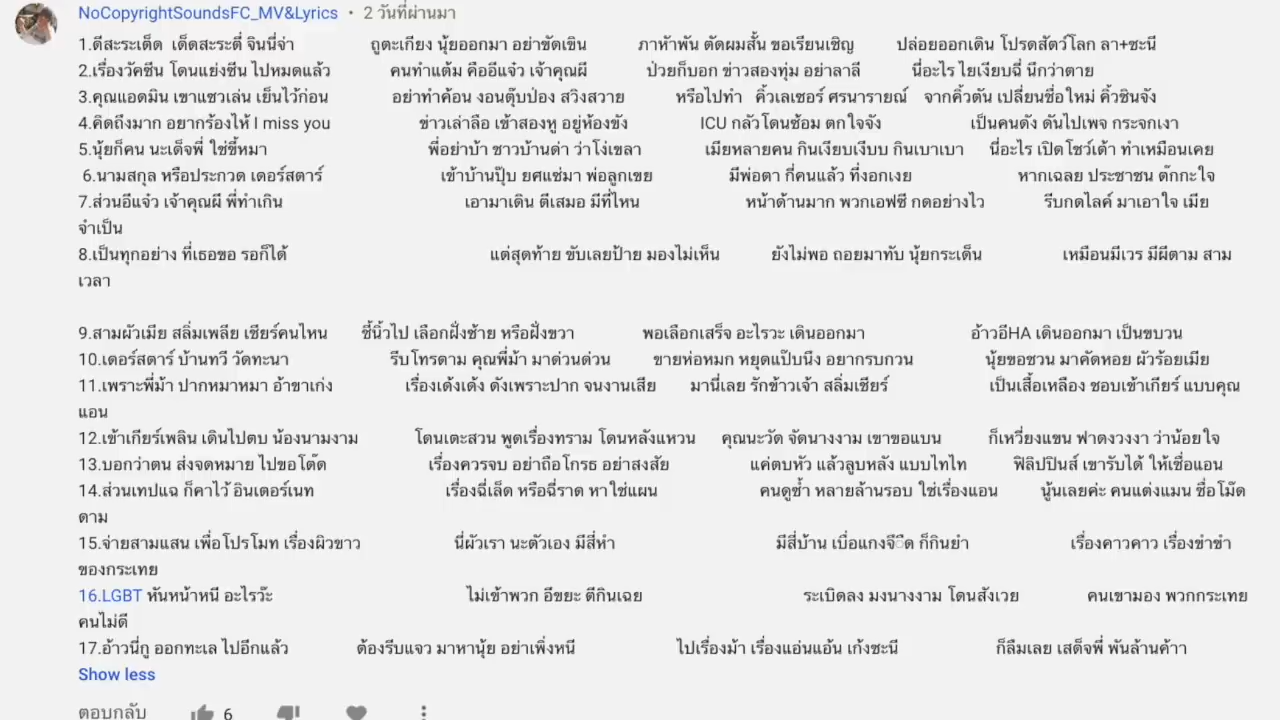 NoCopyrightSoundsFC_MV&Lyrics • 2 วันที่ผ่านมา
1.ดีสะระเด็ด เด็ดสะระตี่ จินนี่จ๋า ถูตะเกียง นุ้ยออกมา อย่าขัดเขิน ภาหัวพัน ตัดผมสั้น ขอเรียนเชิญ ปล่อยออกเดิน โปรดสัตว์โลก ลา+ซะนี
2.เรื่องวัคซีน โดนแย่งซีน ไปหมดแล้ว คนทำแต้ม คืออีแจ๋ว เจ้าคุณผี ป่วยก็บอก ข่าวสองทุ่ม อย่าลาลี นี่อะไร ไยเงียบฉี่ นึกว่าตาย
3.คุณแอดมิน เขาแซวเล่น เย็นไว้ก่อน อย่าทำค้อน งอนตุ๊บป่อง สวิงสวาย หรือไปทำ คิ้วเลเซอร์ ศรนารายณ์ จากคิ้วตัน เปลี่ยนชื่อใหม่ คิ้วชินจัง
4.คิดถึงมาก อยากร้องไห้ I miss you ข่าวเล่าลือ เข้าสองหู อยู่ห้องขัง ICU กลัวโดนซ้อม ตกใจจัง เป็นคนดัง ดันไปเพจ กระจกเงา
5.นุ้ยก็คน นะเด็จพี่ ใช่ขี้หมา พี่อย่าบ้า ชาวบ้านด่า ว่าโง่เขลา เมียหลายคน กินเงียบเงีบบ กินเบาเบา นี่อะไร เปิดโชว์เต้า ทำเหมือนเคย
6.นามสกุล หรือประกวด เดอร์สตาร์ เข้าบ้านปุ๊บ ยศแซ่มา พ่อลูกเขย มีพ่อตา กี่คนแล้ว ที่งอกเงย หากเฉลย ประชาชน ตั๊กกะใจ
7.ส่วนอีแจ๋ว เจ้าคุณผี พี่ทำเกิน เอามาเดิน ตีเสมอ มีที่ไหน หน้าด้านมาก พวกเอฟซี กดอย่างไว รีบกดไลค์ มาเอาใจ เมีย
จำเป็น
8.เป็นทุกอย่าง ที่เธอขอ รอก็ได้ แต่สุดท้าย ขับเลยป้าย มองไม่เห็น ยังไม่พอ ถอยมาทับ นุ้ยกระเด็น เหมือนมีเวร มีผีตาม สาม
เวลา
9.สามผัวเมีย สลิ่มเพลีย เชียร์คนไหน ชี้นิ้วไป เลือกฝั่งซ้าย หรือฝั่งขวา พอเลือกเสร็จ อะไรวะ เดินออกมา อ้าวอีHA เดินออกมา เป็นขบวน
10.เดอร์สตาร์ บ้านทวี วัดทะนา รีบโทรตาม คุณพี่ม้า มาด่วนด่วน ขายห่อหมก หยุดแป๊บนึง อยากรบกวน นุ้ยขอชวน มาคัดหอย ผัวร้อยเมีย
11.เพราะพี่ม้า ปากหมาหมา อ้าขาเก่ง เรื่องเด้งเด้ง ดังเพราะปาก จนงานเสีย มานี่เลย รักข้าวเจ้า สลิ่มเชียร์ เป็นเสื้อเหลือง ชอบเข้าเกียร์ แบบคุณ
แอน
12.เข้าเกียร์เพลิน เดินไปตบ น้องนามงาม โดนเตะสวน พูดเรื่องทราม โดนหลังแหวน คุณนะวัด จัดนางงาม เขาขอแบน ก็เหวี่ยงแขน ฟาดงวงงา ว่าน้อยใจ
13.บอกว่าตน ส่งจดหมาย ไปขอโต๊ด เรื่องควรจบ อย่าถือโกรธ อย่าสงสัย แค่ตบหัว แล้วลูบหลัง แบบไทไท ฟิลิปปินส์ เขารับได้ ให้เชื่อแอน
14.ส่วนเทปแฉ ก็คาไว้ อินเตอร์เนท เรื่องฉี่เล็ด หรือฉี่ราด หาใช่แผน คนดูซ้ำ หลายล้านรอบ ใช่เรื่องแอน นู้นเลยค่ะ คนแต่งแมน ชื่อโม๊ด
ดาม
15.จ่ายสามแสน เพื่อโปรโมท เรื่องผิวขาว นี่ผัวเรา นะตัวเอง มีสี่หำ มีสี่บ้าน เบื่อแกงจืืด ก็กินยำ เรื่องคาวคาว เรื่องขำขำ
ของกระเทย
16.LGBT หันหน้าหนี อะไรว๊ะ ไม่เข้าพวก อีขยะ ตีกินเฉย ระเบิดลง มงนางงาม โดนสังเวย คนเขามอง พวกกระเทย
คนไม่ดี
17.อ้าวนี่กู ออกทะเล ไปอีกแล้ว ต้องรีบแจว มาหานุ้ย อย่าเพิ่งหนี ไปเรื่องม้า เรื่องแอ่นแอ้น เก้งชะนี ก็ลืมเลย เสด็จพี่ พันล้านค้าา
Show less
ตอบกลับ 6